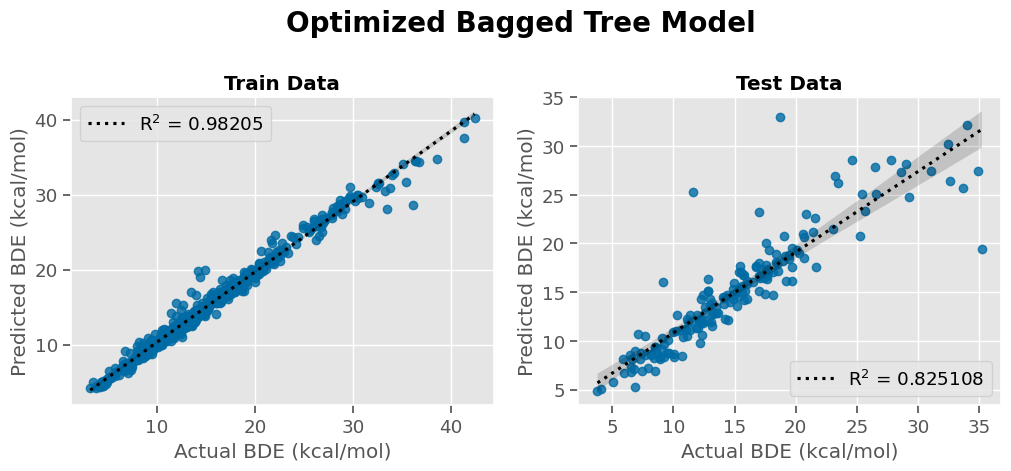 Optimized Bagged Tree Model
Train Data
Predicted BDE (kcal/mol)
40
30
20
10
R² = 0.98205
10 20 30 40
Actual BDE (kcal/mol)
Test Data
Predicted BDE (kcal/mol)
35
30
25
20
15
10
5
R² = 0.825108
5 10 15 20 25 30 35
Actual BDE (kcal/mol)